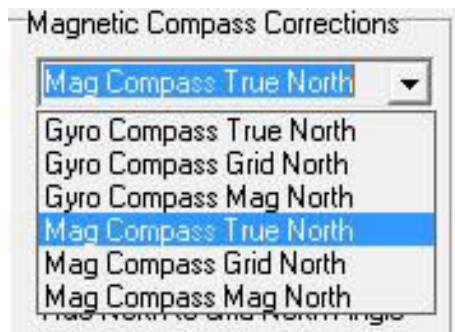 Magnetic Compass Corrections
Mag Compass True North
Gyro Compass True North
Gyro Compass Grid North
Gyro Compass Mag North
Mag Compass True North
Mag Compass Grid North
Mag Compass Mag North